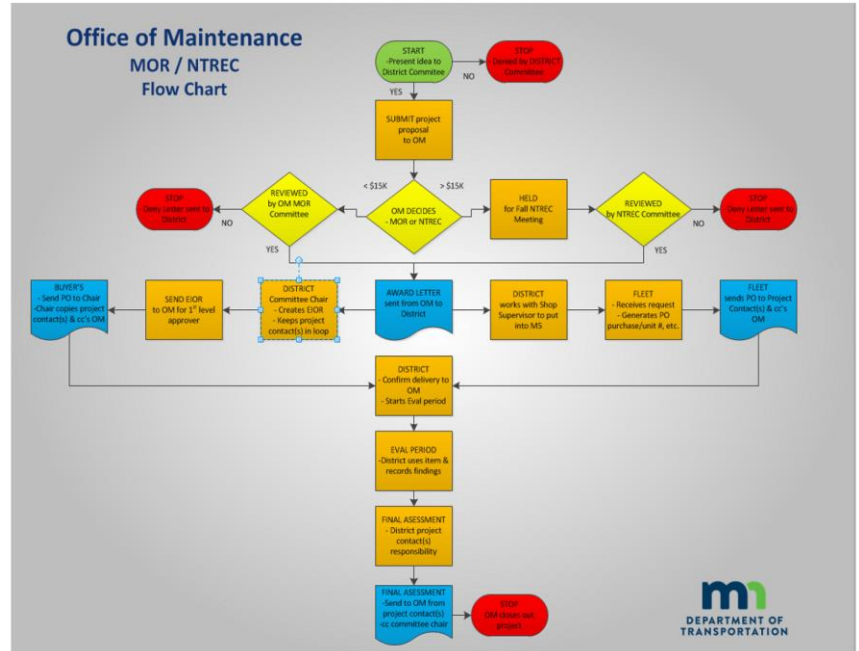 Office of Maintenance
MOR / NTREC
Flow Chart
START
-Present idea to
District Commitee
STOP
Denied by DISTRICT
Committee
NO
YES
SUBMIT project
proposal
to OM
< $15K
> $15K
REVIEWED
by OM MOR
Committee
STOP
Deny Letter sent to
District
NO
OM DECIDES
- MOR or NTREC
HELD
for Fall NTREC
Meeting
REVIEWED
by NTREC Committee
STOP
Deny Letter sent to
District
NO
YES
YES
BUYER'S
- Send PO to Chair
-Chair copies project
contact(s) & cc's OM
SEND EIOR
to OM for 1st level
approver
DISTRICT
Committee Chair
- Creates EIOR
- Keeps project
contact(s) in loop
AWARD LETTER
sent from OM to
District
DISTRICT
works with Shop
Supervisor to put
into M5
FLEET
- Receives request
- Generates PO
purchase/unit #, etc.
FLEET
sends PO to Project
Contact(s) & cc's
OM
DISTRICT
- Confirm delivery to
OM
- Starts Eval period
EVAL PERIOD
-District uses item &
records findings
FINAL ASESSMENT
- District project
contact(s)
responsibility
FINAL ASESSMENT
-Send to OM from
project contact(s)
-cc committee chair
STOP
OM closes out
project
DEPARTMENT OF
TRANSPORTATION